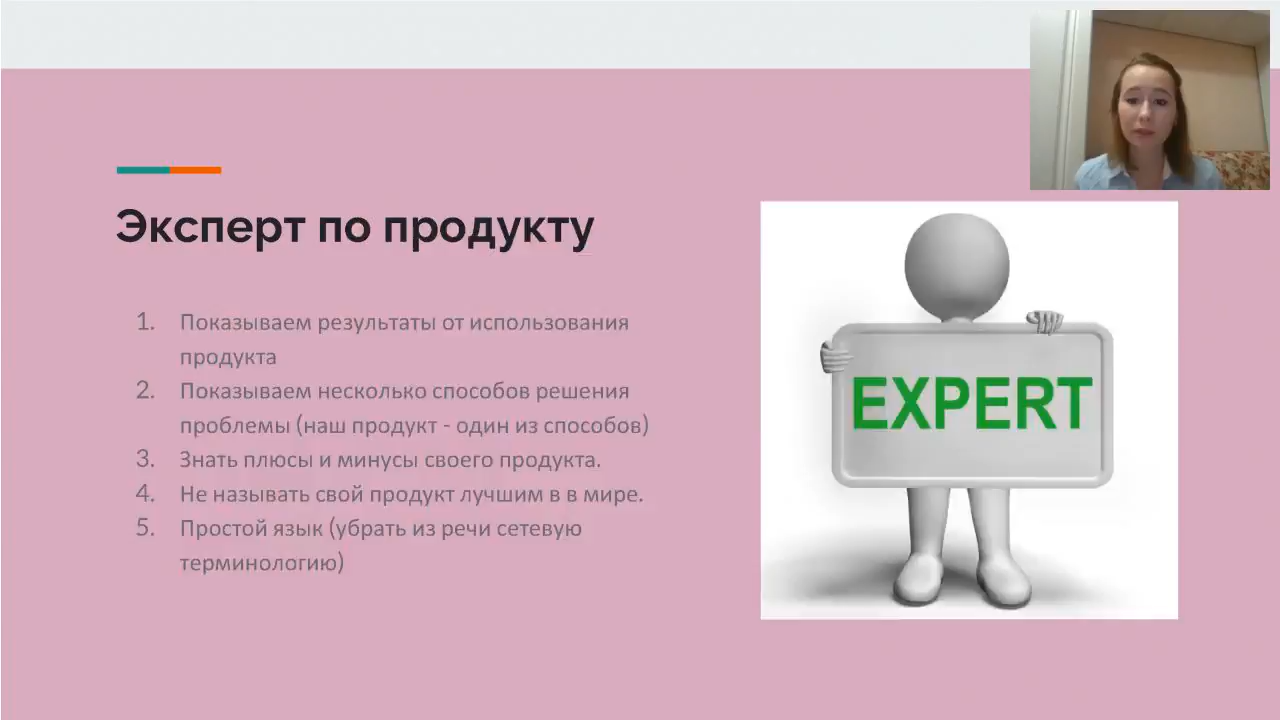 Эксперт по продукту
1. Показываем результаты от использования
продукта
2. Показываем несколько способов решения
проблемы (наш продукт - один из способов)
3. Знать плюсы и минусы своего продукта.
4. Не называть свой продукт лучшим в в мире.
5. Простой язык (убрать из речи сетевую
терминологию)
EXPERT